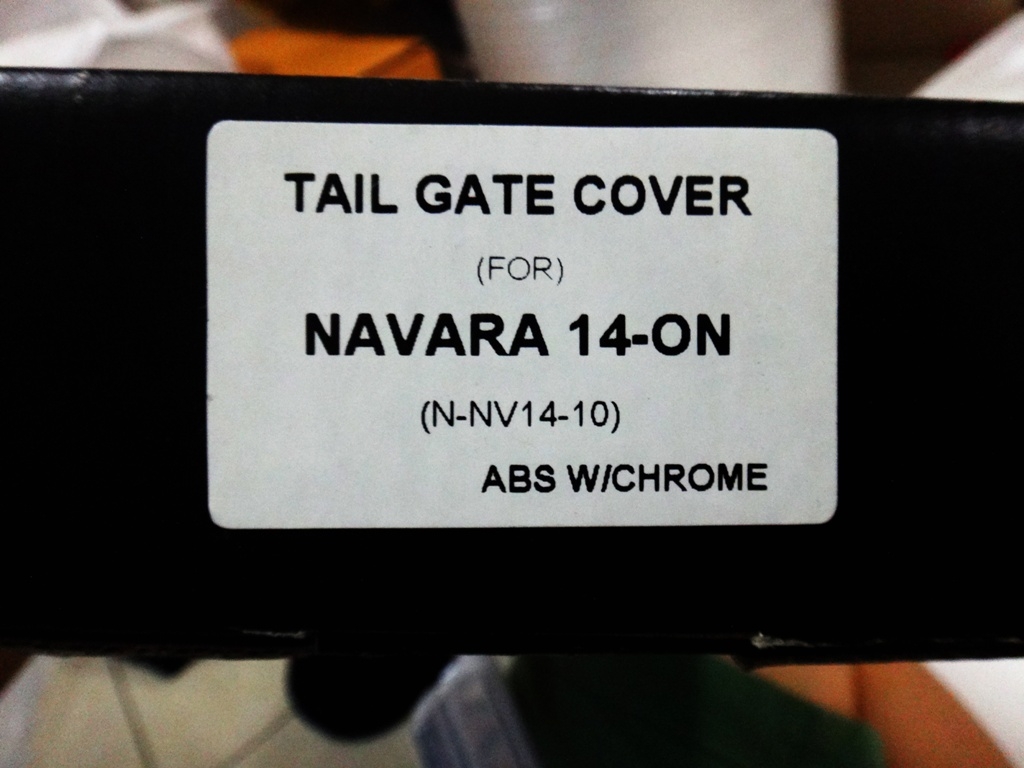 TAIL GATE COVER
(FOR)
NAVARA 14-ON
(N-NV14-10)
ABS W/CHROME